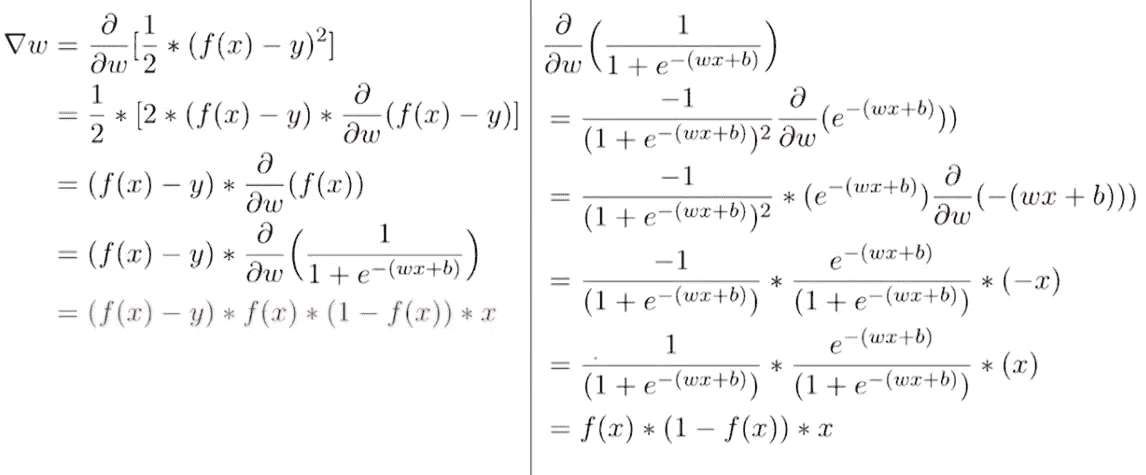 ∇w = ∂/∂w [1/2 * (f(x) − y)²]
= 1/2 * [2 * (f(x) − y) * ∂/∂w (f(x) − y)]
= (f(x) − y) * ∂/∂w (f(x))
= (f(x) − y) * ∂/∂w (1/(1 + e^{−(wx+b)}))
= (f(x) − y) * f(x) * (1 − f(x)) * x
∂/∂w (1/(1 + e^{−(wx+b)}))
= −1/(1 + e^{−(wx+b)})² ∂/∂w (e^{−(wx+b)}))
= −1/(1 + e^{−(wx+b)})² * (e^{−(wx+b)}) ∂/∂w (−(wx + b)))
= −1/(1 + e^{−(wx+b)}) * e^{−(wx+b)}/(1 + e^{−(wx+b)}) * (−x)
= 1/(1 + e^{−(wx+b)}) * e^{−(wx+b)}/(1 + e^{−(wx+b)}) * (x)
= f(x) * (1 − f(x)) * x